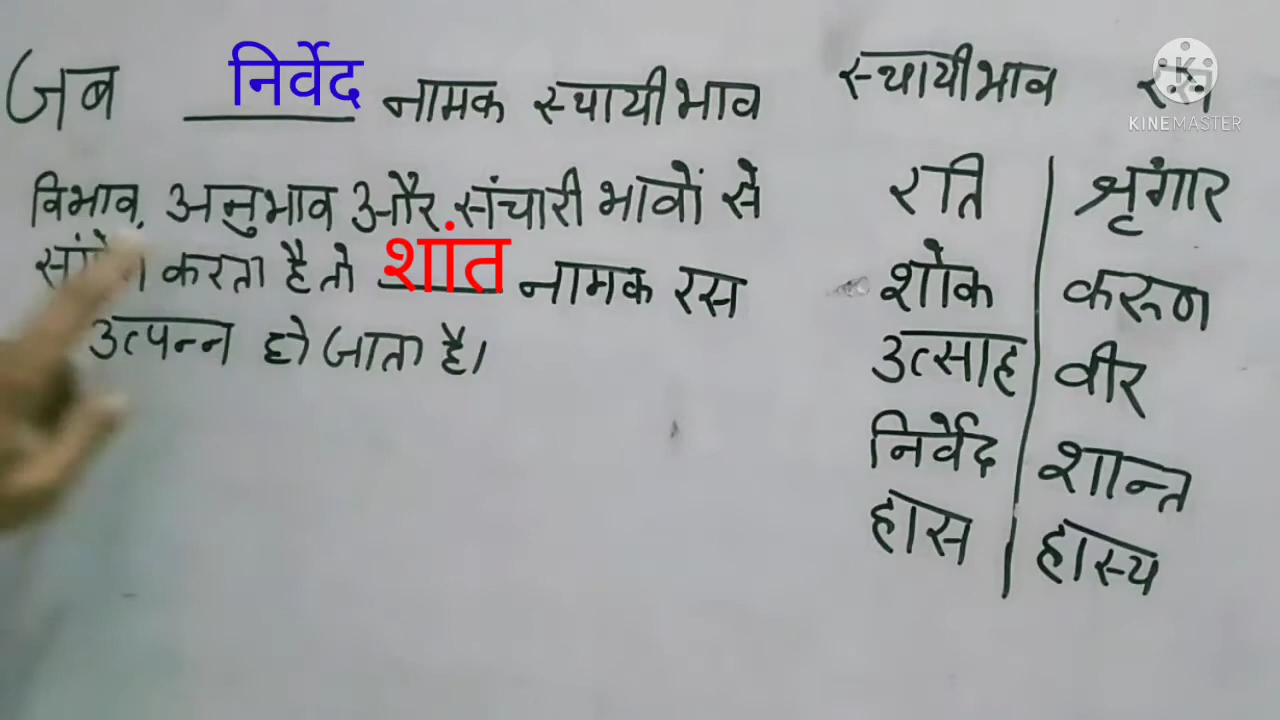 जब निर्वेद नामक स्थायीभाव
विभाव, अनुभाव और संचारी भावों से
करता है तो शांत नामक रस
उत्पन्न हो जाता है।
स्थायीभाव
रति | श्रृंगार
शोक | करूण
उत्साह | वीर
निर्वेद | शान्त
हास | हास्य
KINEMASTER